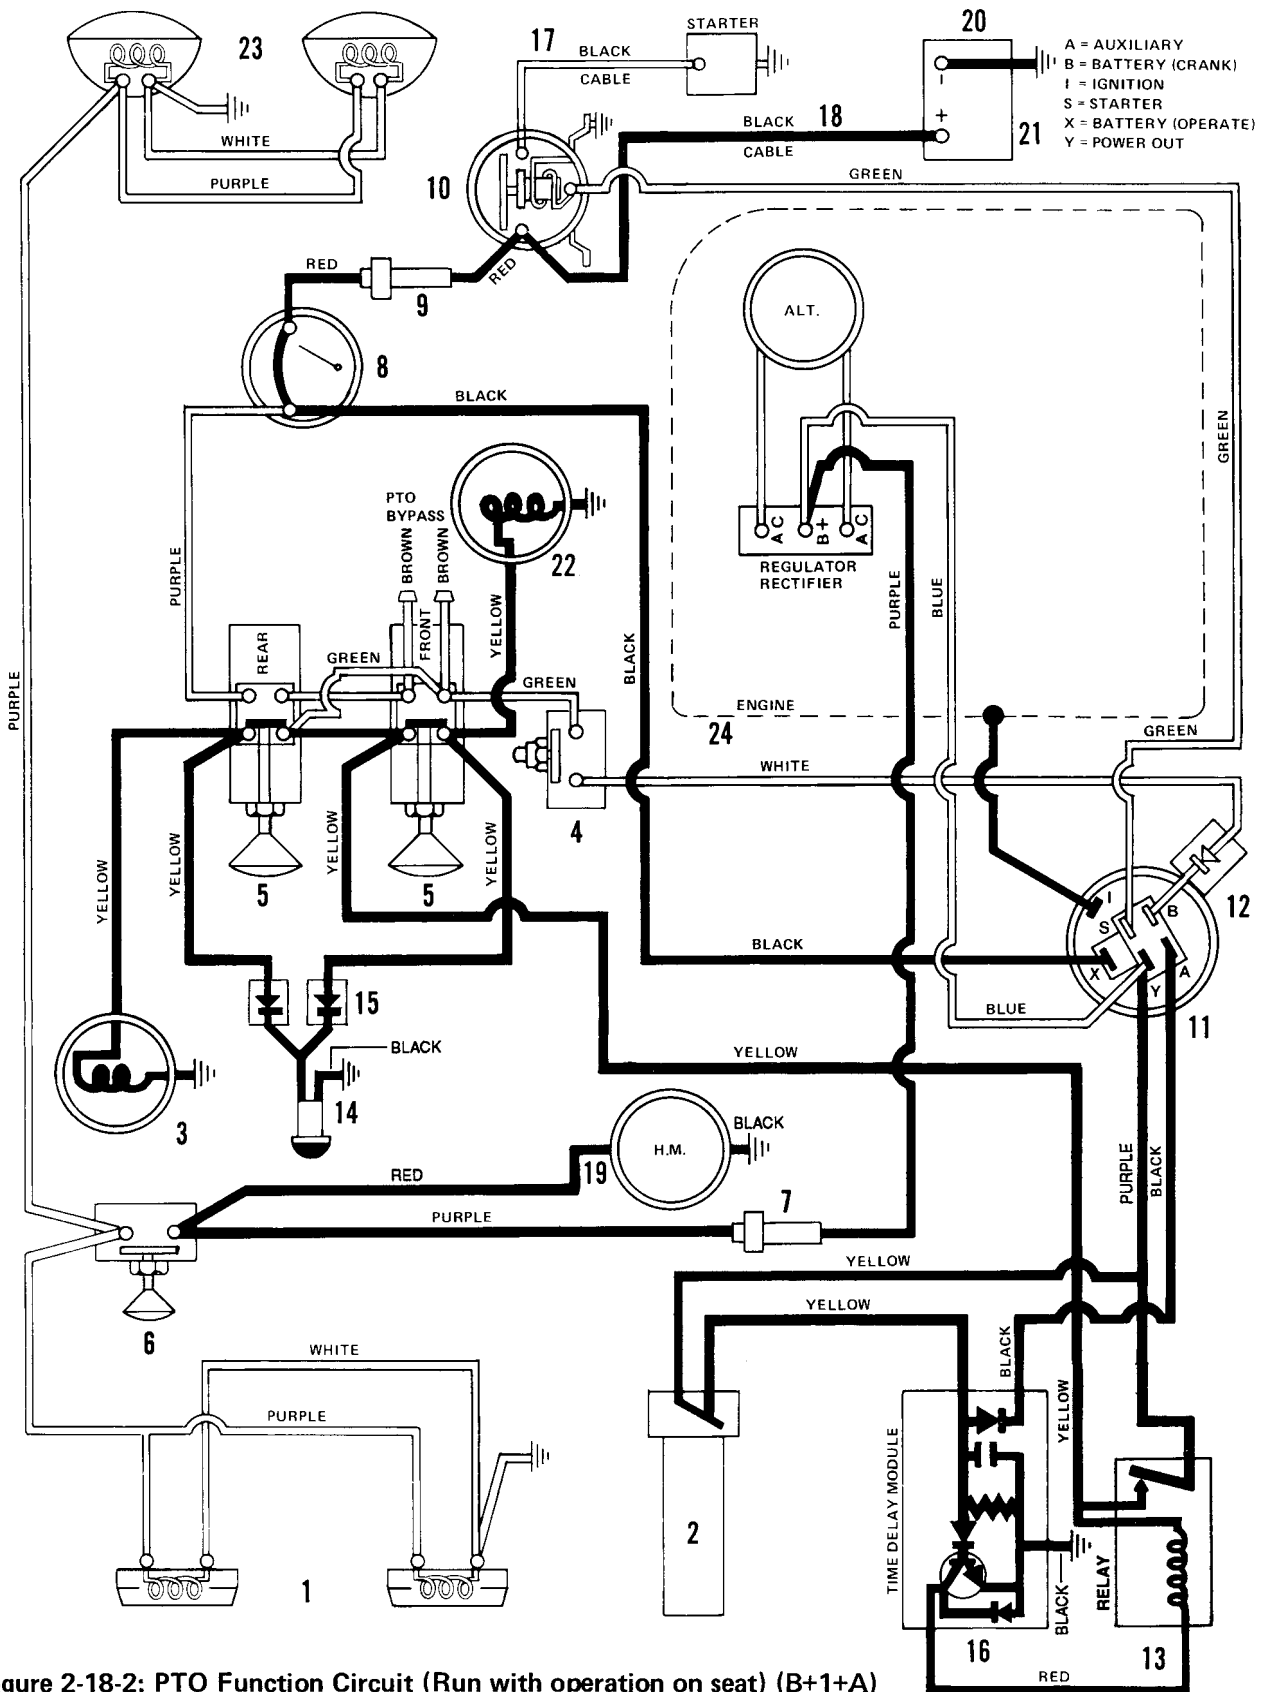 STARTER
20
23
17
BLACK
CABLE
A = AUXILIARY
B = BATTERY (CRANK)
I = IGNITION
S = STARTER
X = BATTERY (OPERATE)
Y = POWER OUT
-
+
BLACK
18
CABLE
21
WHITE
PURPLE
10
GREEN
RED
RED
9
ALT.
8
BLACK
GREEN
PTO
BYPASS
BROWN
BROWN
22
A C
B+
A C
REGULATOR
RECTIFIER
PURPLE
PURPLE
BLUE
YELLOW
REAR
FRONT
GREEN
GREEN
BLACK
PURPLE
ENGINE
24
GREEN
WHITE
4
YELLOW
YELLOW
YELLOW
YELLOW
5
5
12
I
B
S
X
A
Y
BLACK
15
BLUE
11
BLACK
YELLOW
14
3
H.M.
BLACK
19
RED
PURPLE
7
PURPLE
BLACK
YELLOW
YELLOW
6
WHITE
PURPLE
BLACK
YELLOW
TIME DELAY MODULE
2
1
BLACK
RELAY
16
13
RED
igure 2-18-2: PTO Function Circuit (Run with operation on seat) (B+1+A)